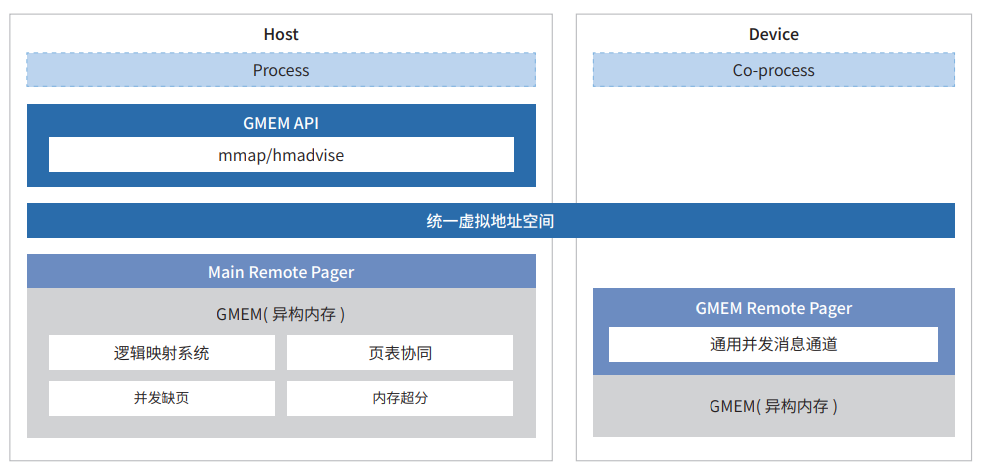 Host
Process
GMEM API
mmap/hmadvise
Device
Co-process
统一虚拟地址空间
Main Remote Pager
GMEM( 异构内存 )
逻辑映射系统
页表协同
并发缺页
内存超分
GMEM Remote Pager
通用并发消息通道
GMEM( 异构内存 )